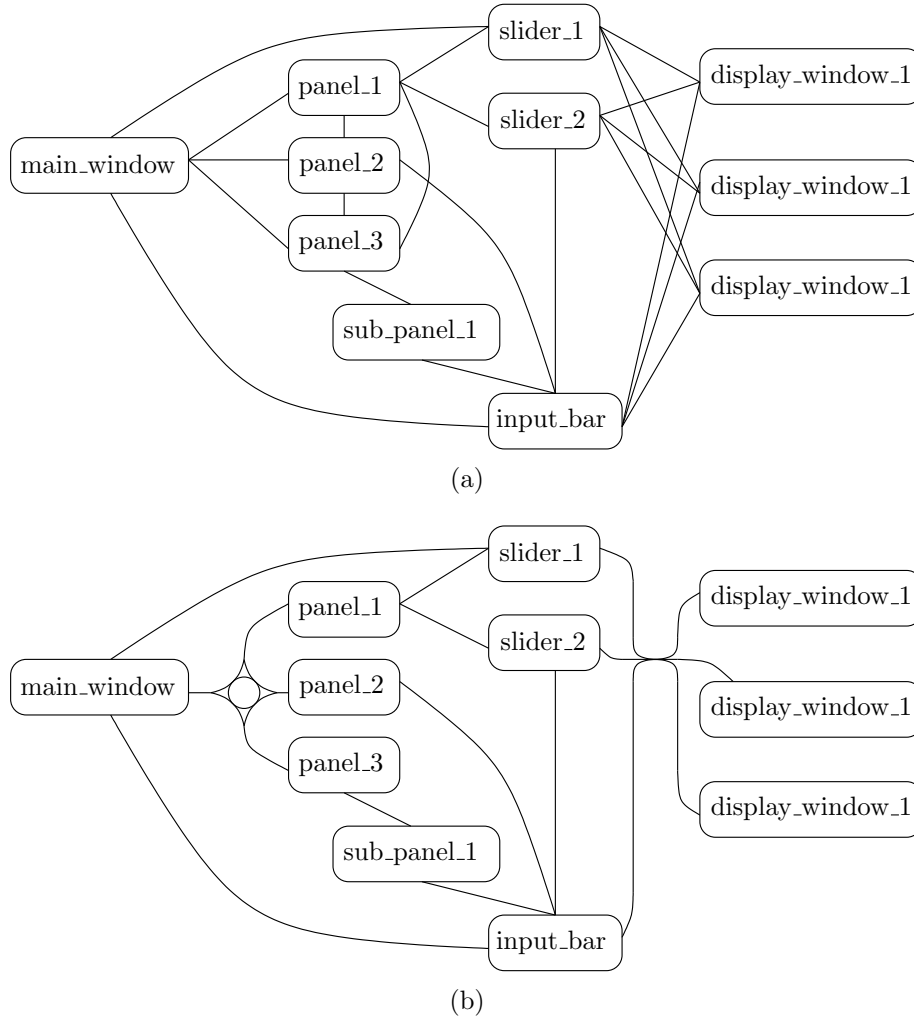 slider_1
display_window_1
panel_1
slider_2
main_window
panel_2
display_window_1
panel_3
display_window_1
sub_panel_1
input_bar
(a)
slider_1
display_window_1
panel_1
slider_2
main_window
panel_2
display_window_1
panel_3
display_window_1
sub_panel_1
input_bar
(b)